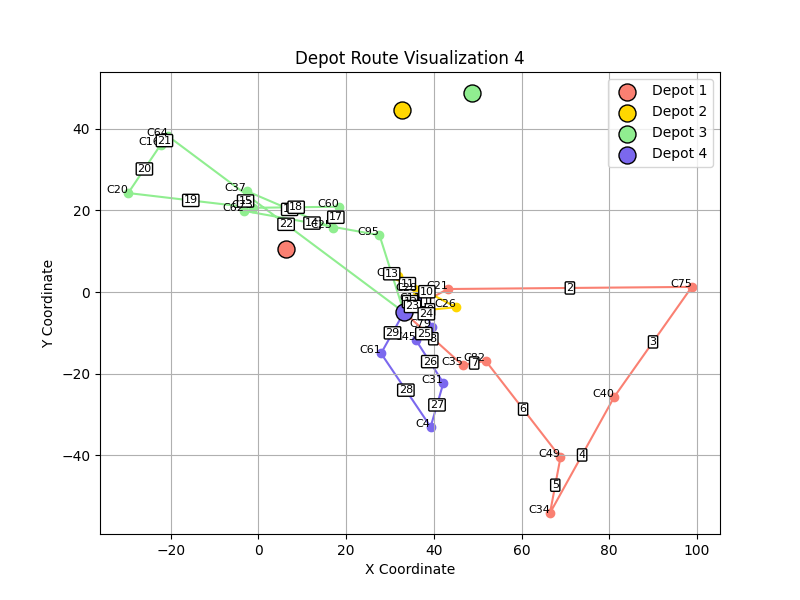 Depot Route Visualization 4
Depot 1
Depot 2
Depot 3
Depot 4
40
20
0
−20
−40
−20
0
20
40
60
80
100
X Coordinate
Y Coordinate
C64
21
20
C20
19
C37
15
C62
18
C60
17
14
22
C95
13
11
10
C21
2
C75
C26
23
24
25
29
C61
26
C35
7
C31
28
27
C4
3
C40
6
C49
4
5
C34